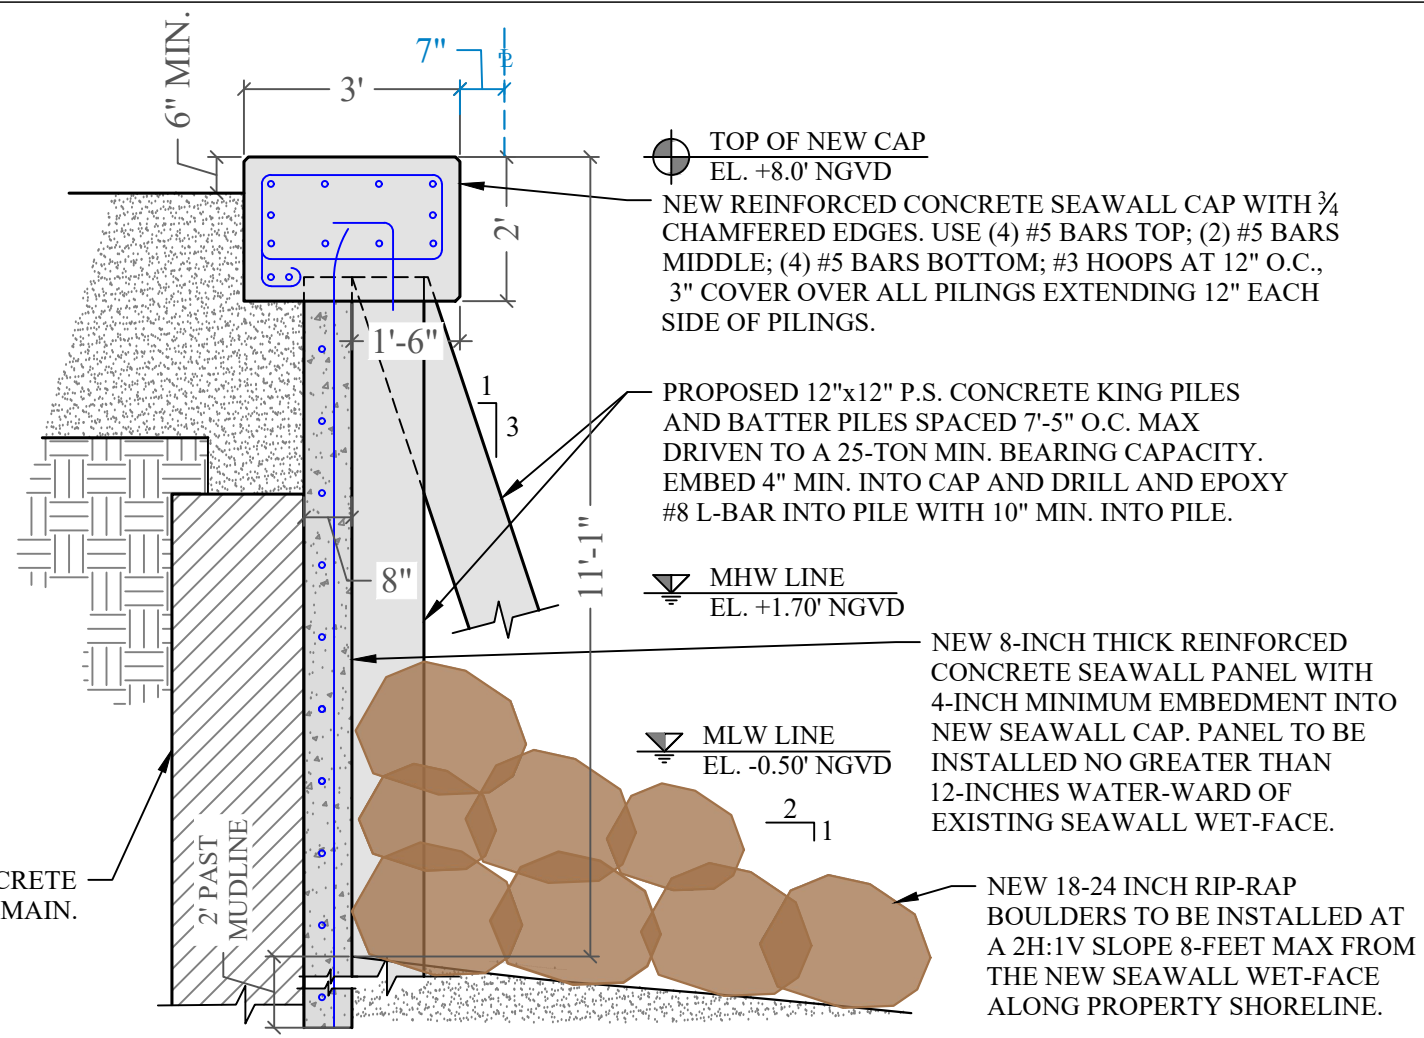 6" MIN.
3'
7"
℄
2'
TOP OF NEW CAP
EL. +8.0' NGVD
NEW REINFORCED CONCRETE SEAWALL CAP WITH ¾
CHAMFERED EDGES. USE (4) #5 BARS TOP; (2) #5 BARS
MIDDLE; (4) #5 BARS BOTTOM; #3 HOOPS AT 12" O.C.,
3" COVER OVER ALL PILINGS EXTENDING 12" EACH
SIDE OF PILINGS.
1'-6"
1
3
PROPOSED 12"x12" P.S. CONCRETE KING PILES
AND BATTER PILES SPACED 7'-5" O.C. MAX
DRIVEN TO A 25-TON MIN. BEARING CAPACITY.
EMBED 4" MIN. INTO CAP AND DRILL AND EPOXY
#8 L-BAR INTO PILE WITH 10" MIN. INTO PILE.
11'-1"
8"
MHW LINE
EL. +1.70' NGVD
NEW 8-INCH THICK REINFORCED
CONCRETE SEAWALL PANEL WITH
4-INCH MINIMUM EMBEDMENT INTO
NEW SEAWALL CAP. PANEL TO BE
INSTALLED NO GREATER THAN
12-INCHES WATER-WARD OF
EXISTING SEAWALL WET-FACE.
MLW LINE
EL. -0.50' NGVD
2
1
2' PAST
MUDLINE
CRETE
MAIN.
NEW 18-24 INCH RIP-RAP
BOULDERS TO BE INSTALLED AT
A 2H:1V SLOPE 8-FEET MAX FROM
THE NEW SEAWALL WET-FACE
ALONG PROPERTY SHORELINE.